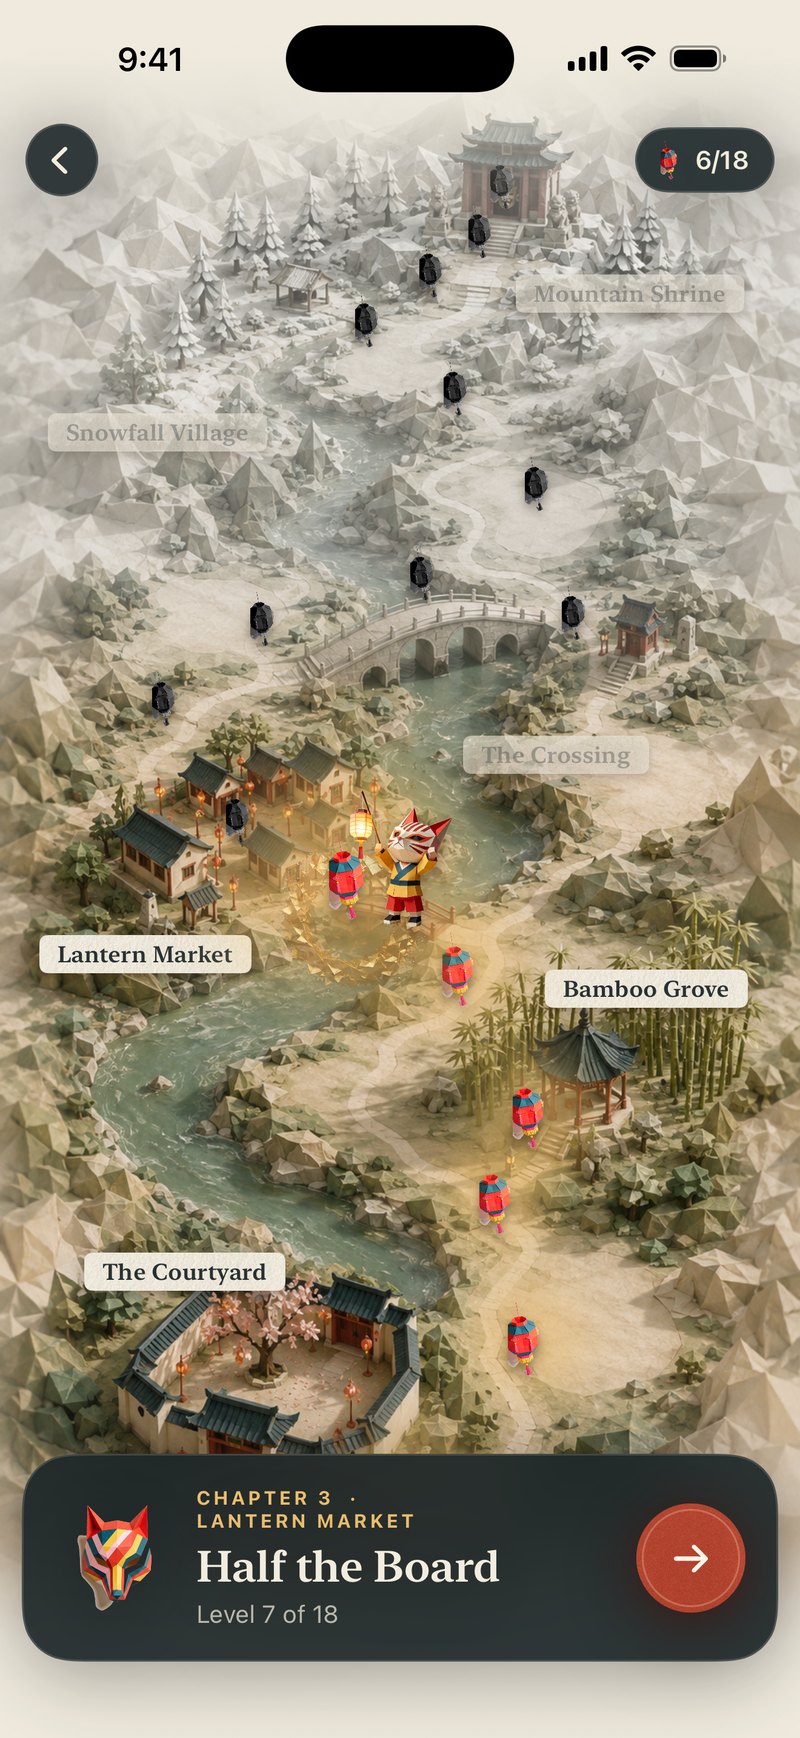 9:41
6/18
Mountain Shrine
Snowfall Village
The Crossing
Lantern Market
Bamboo Grove
The Courtyard
CHAPTER 3 ·
LANTERN MARKET
Half the Board
Level 7 of 18